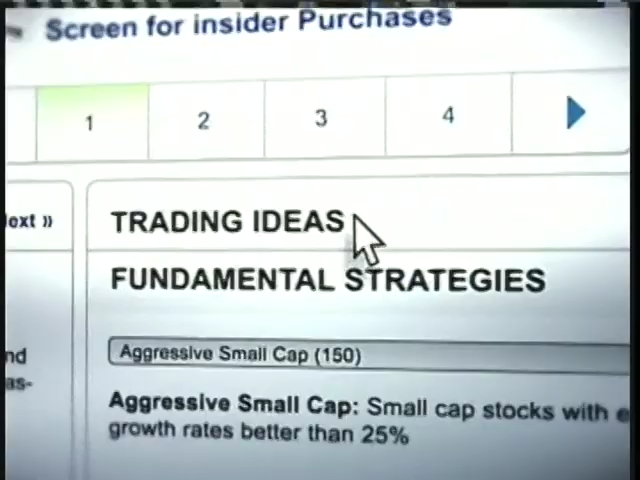 Screen for insider Purchases
1 2 3 4
ext »
TRADING IDEAS
FUNDAMENTAL STRATEGIES
Aggressive Small Cap (150)
nd
as-
Aggressive Small Cap: Small cap stocks with e
growth rates better than 25%